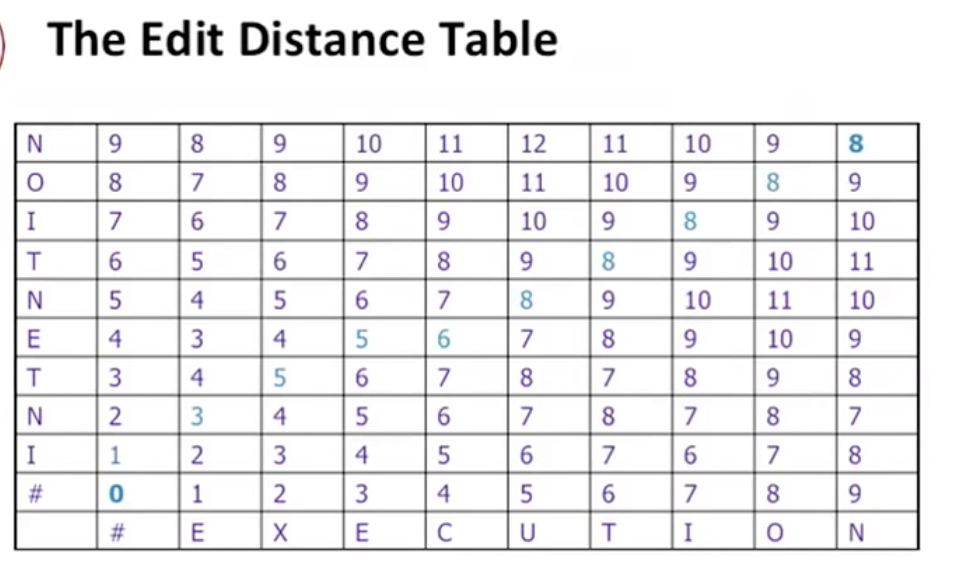 The Edit Distance Table
N 9 8 9 10 11 12 11 10 9 8
O 8 7 8 9 10 11 10 9 8 9
I 7 6 7 8 9 10 9 8 9 10
T 6 5 6 7 8 9 8 9 10 11
N 5 4 5 6 7 8 9 10 11 10
E 4 3 4 5 6 7 8 9 10 9
T 3 4 5 6 7 8 7 8 9 8
N 2 3 4 5 6 7 8 7 8 7
I 1 2 3 4 5 6 7 6 7 8
# 0 1 2 3 4 5 6 7 8 9
# E X E C U T I O N